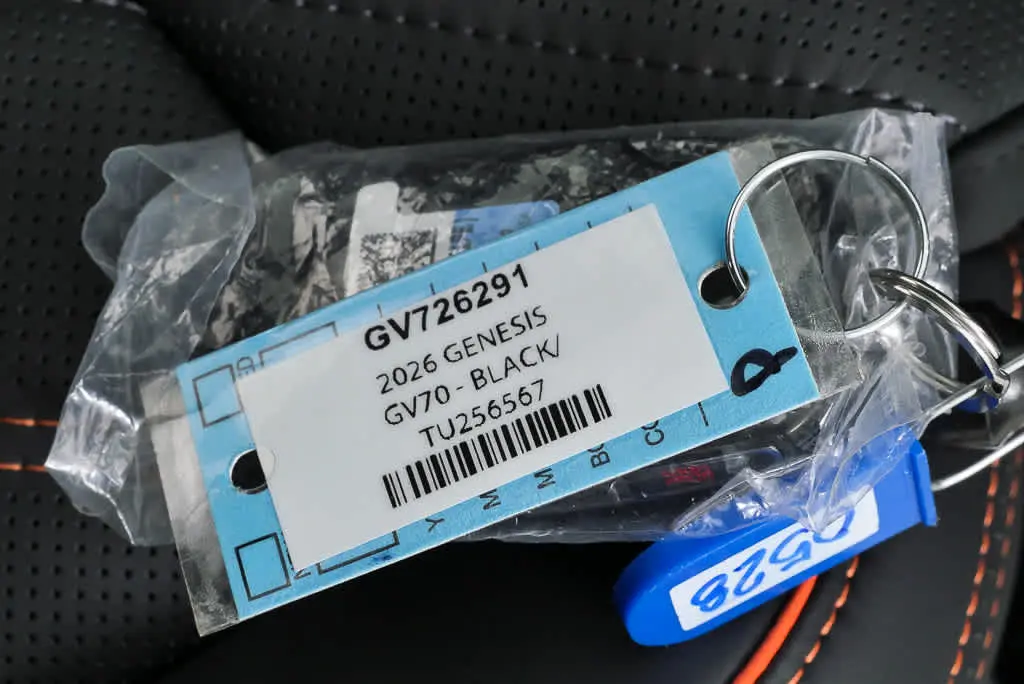 GV726291
2026 GENESIS
GV70 - BLACK/
TU256567
0528